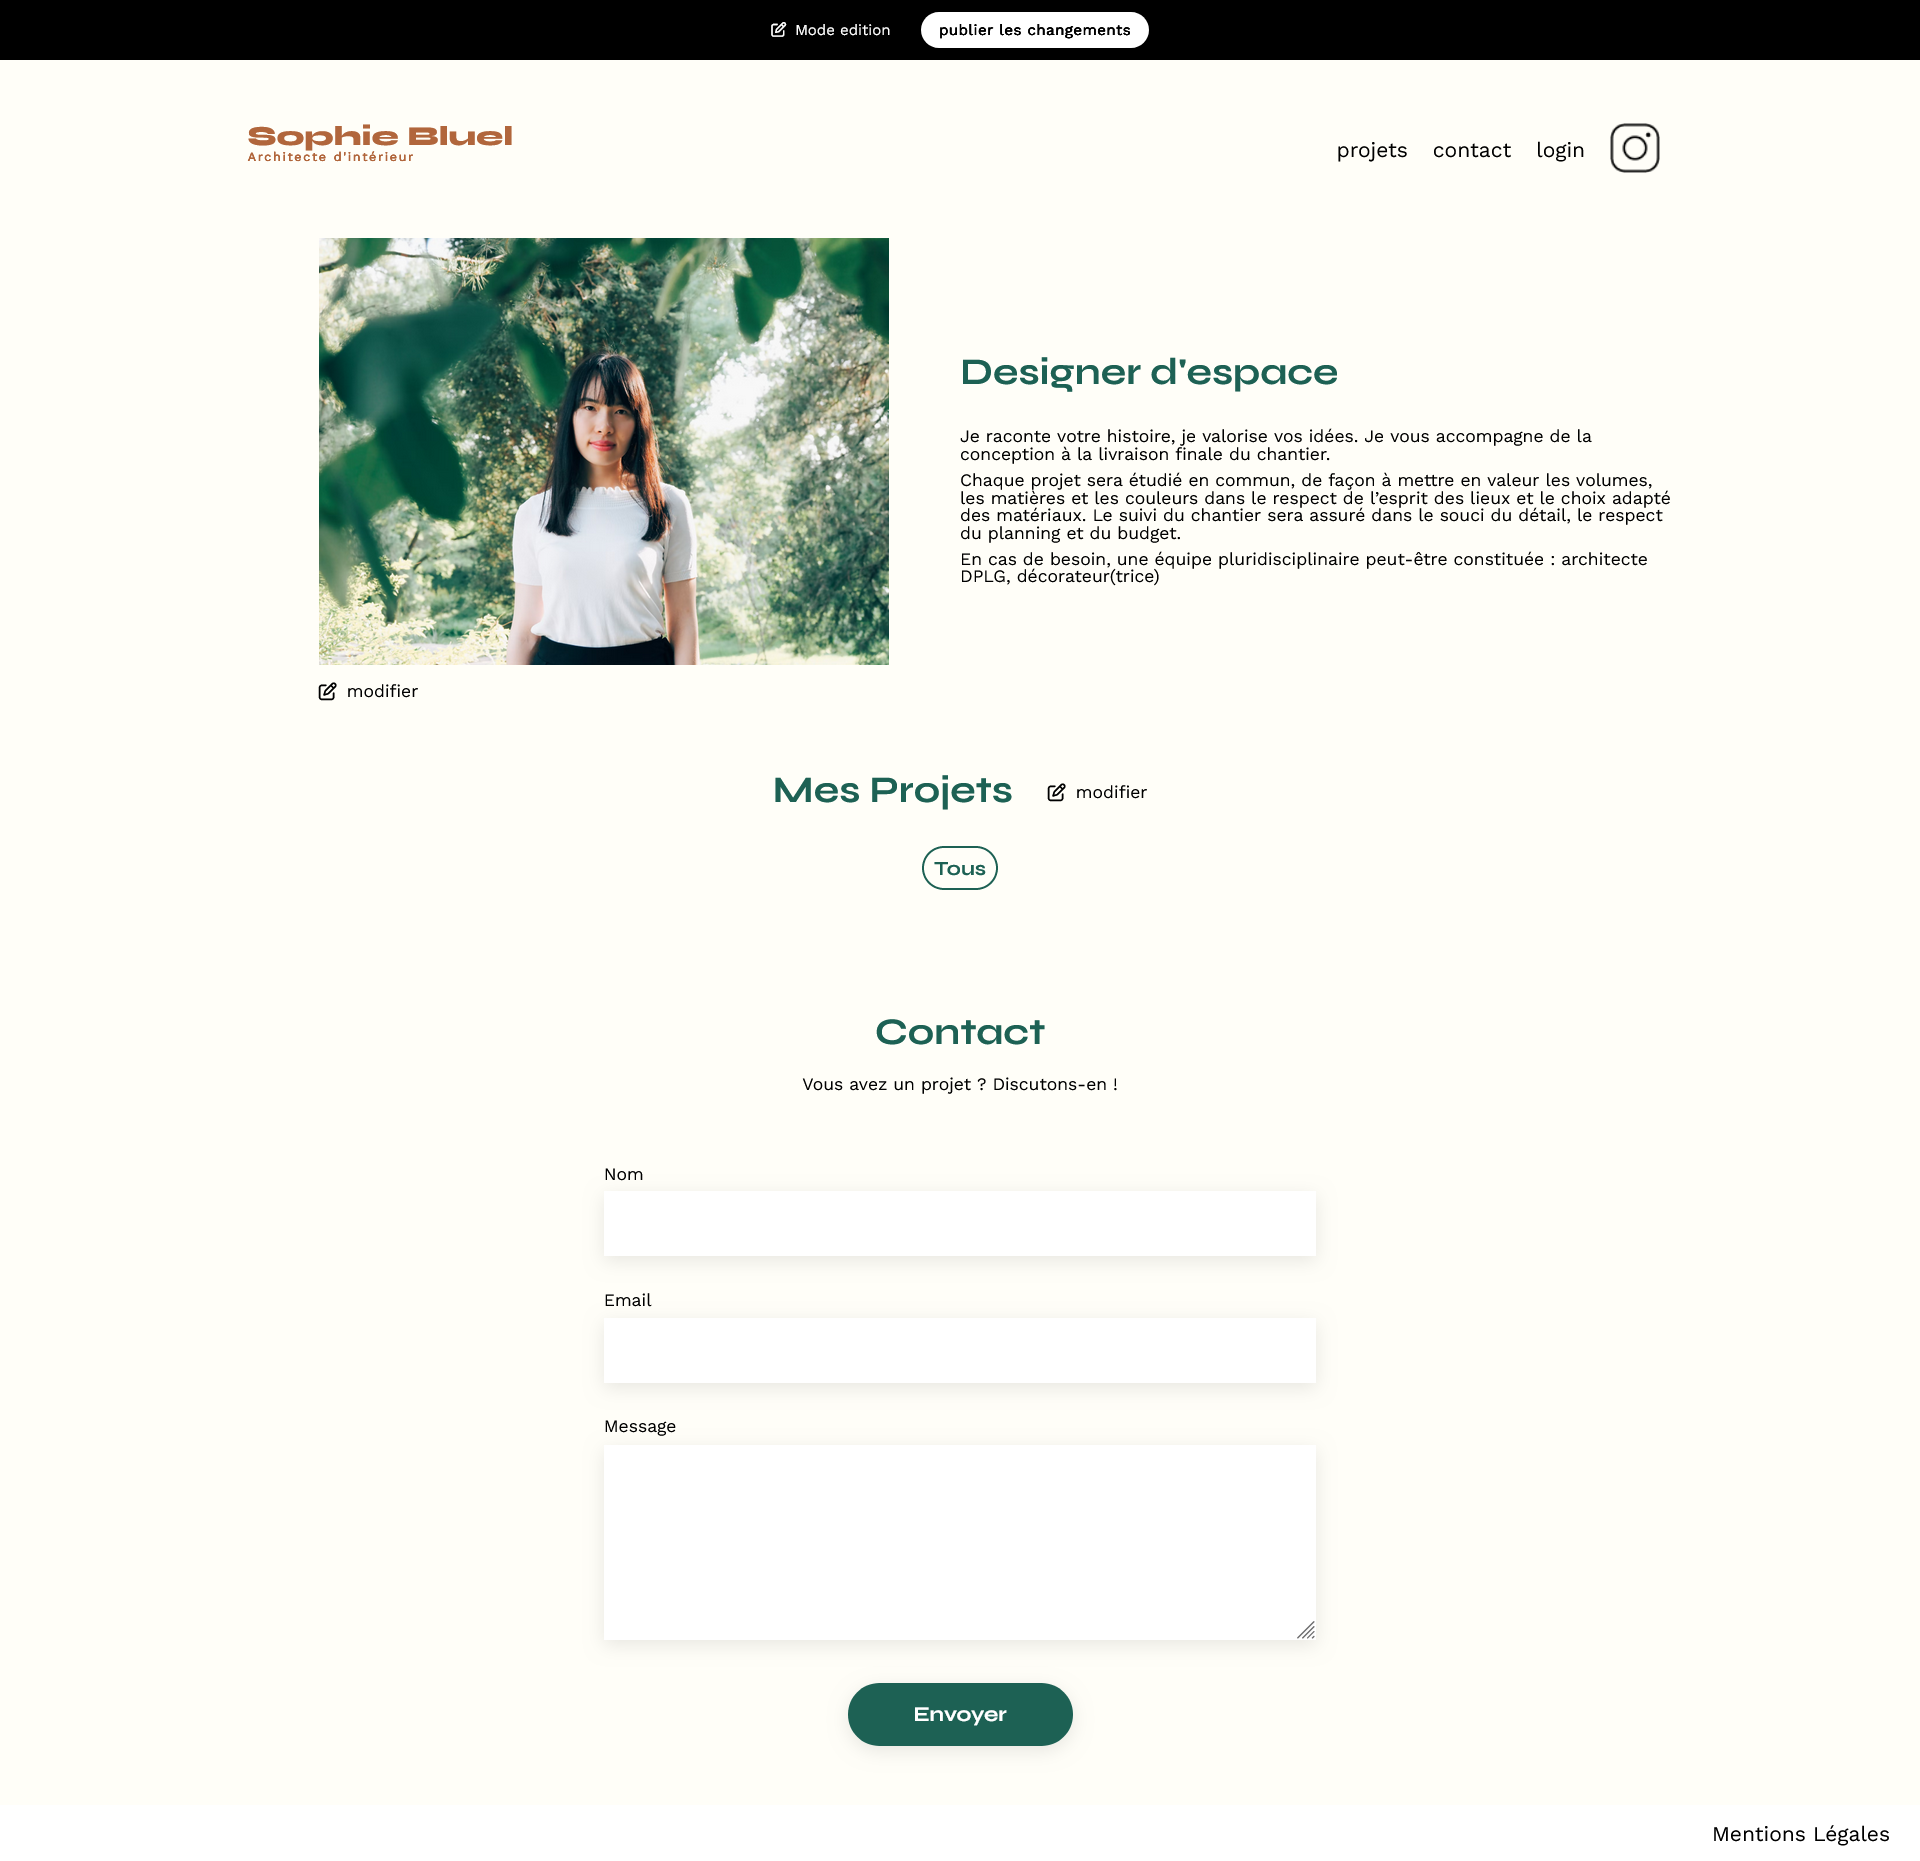 Mode edition
publier les changements
Sophie Bluel
Architecte d'intérieur
projets
contact
login
Designer d'espace
Je raconte votre histoire, je valorise vos idées. Je vous accompagne de la
conception à la livraison finale du chantier.
Chaque projet sera étudié en commun, de façon à mettre en valeur les volumes,
les matières et les couleurs dans le respect de l’esprit des lieux et le choix adapté
des matériaux. Le suivi du chantier sera assuré dans le souci du détail, le respect
du planning et du budget.
En cas de besoin, une équipe pluridisciplinaire peut-être constituée : architecte
DPLG, décorateur(trice)
modifier
Mes Projets
modifier
Tous
Contact
Vous avez un projet ? Discutons-en !
Nom
Email
Message
Envoyer
Mentions Légales